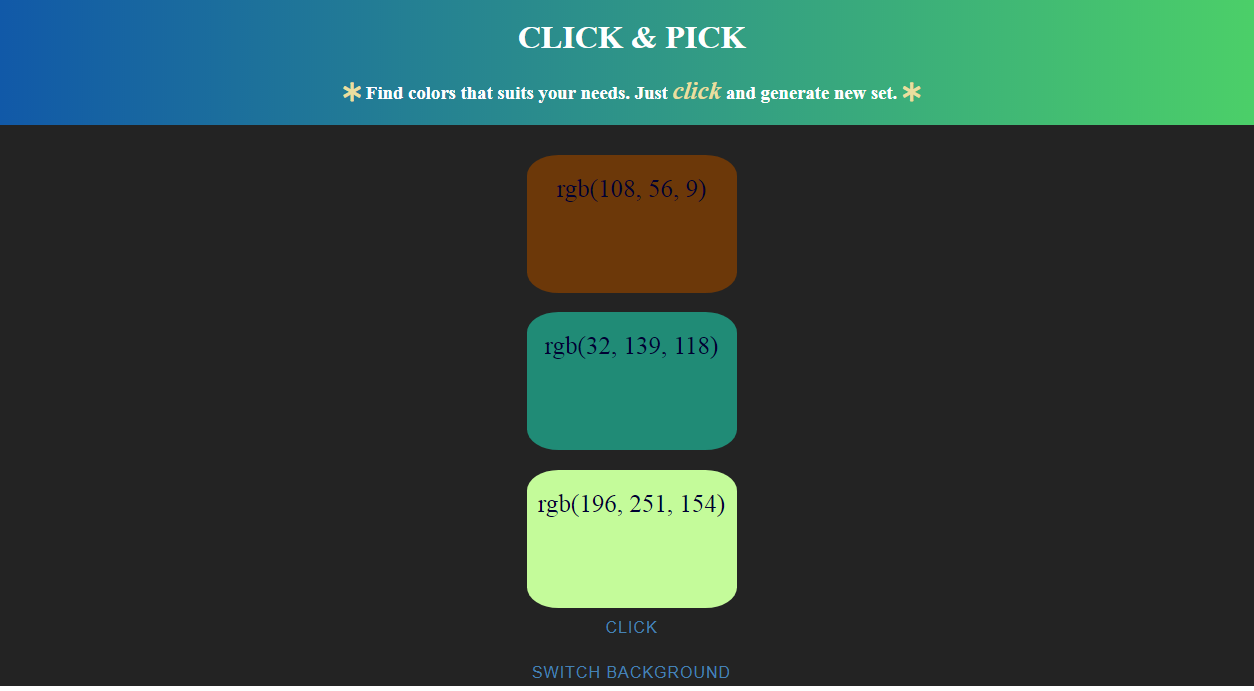 CLICK & PICK
* Find colors that suits your needs. Just click and generate new set. *
rgb(108, 56, 9)
rgb(32, 139, 118)
rgb(196, 251, 154)
CLICK
SWITCH BACKGROUND